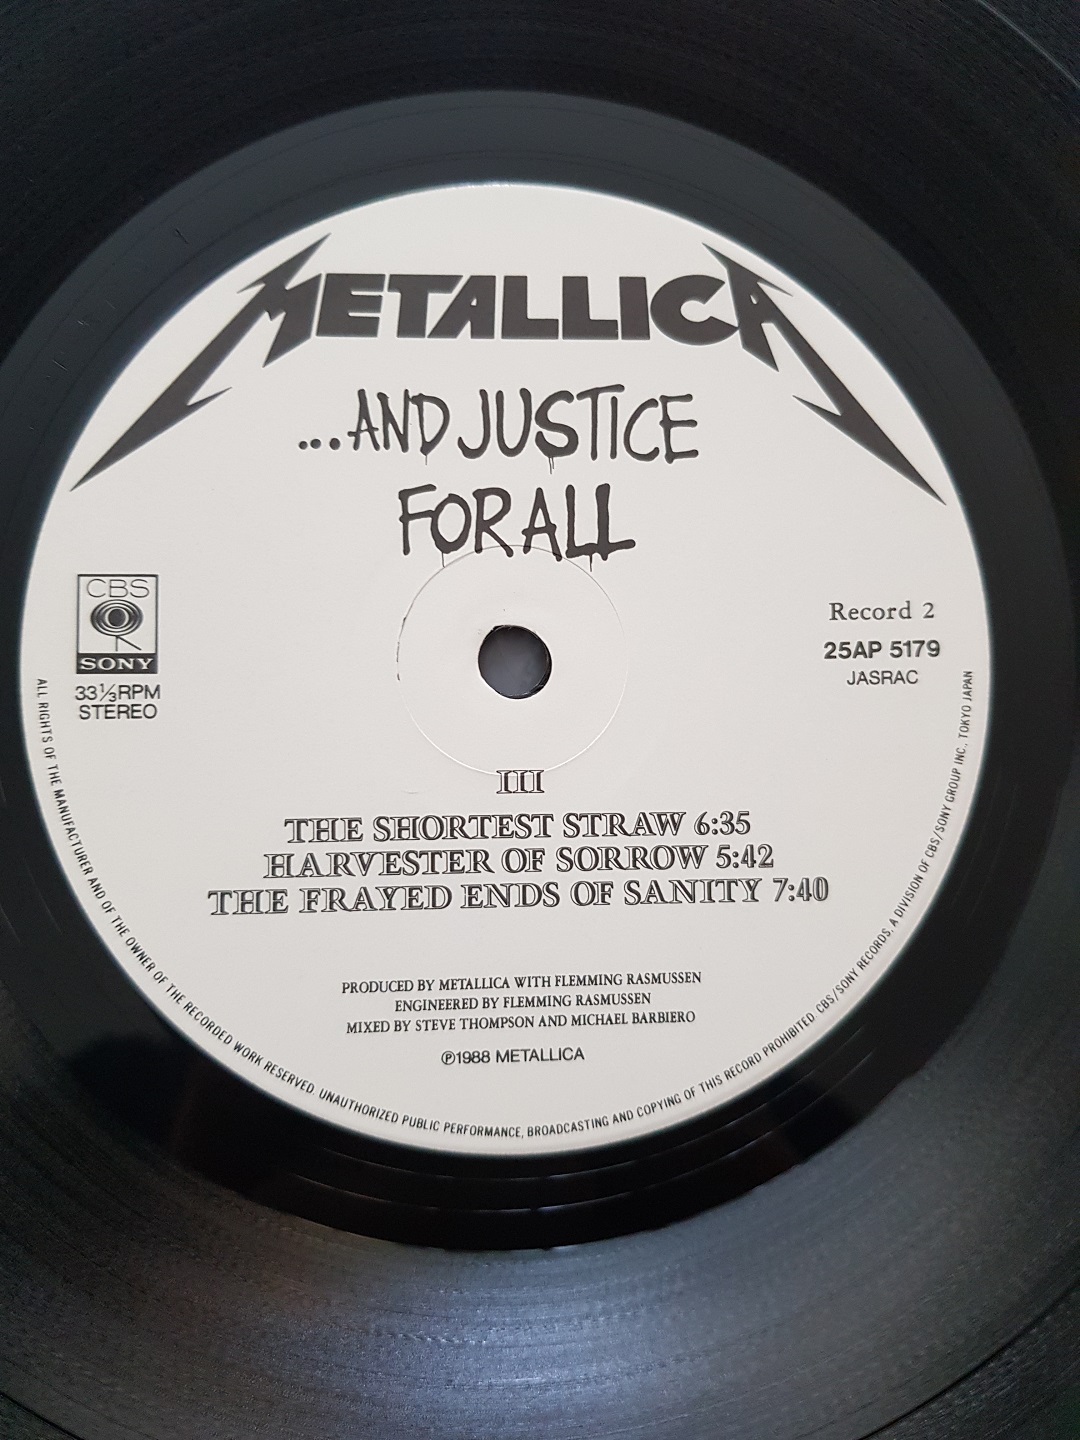 METALLICA
...AND JUSTICE
FOR ALL
CBS
SONY
33⅓RPM
STEREO
Record 2
25AP 5179
JASRAC
III
THE SHORTEST STRAW 6:35
HARVESTER OF SORROW 5:42
THE FRAYED ENDS OF SANITY 7:40
PRODUCED BY METALLICA WITH FLEMMING RASMUSSEN
ENGINEERED BY FLEMMING RASMUSSEN
MIXED BY STEVE THOMPSON AND MICHAEL BARBIERO
℗1988 METALLICA
ALL RIGHTS OF THE MANUFACTURER AND OF THE OWNER OF THE RECORDED WORK RESERVED. UNAUTHORIZED PUBLIC PERFORMANCE, BROADCASTING AND COPYING OF THIS RECORD PROHIBITED. CBS/SONY RECORDS, A DIVISION OF CBS/SONY GROUP INC., TOKYO JAPAN